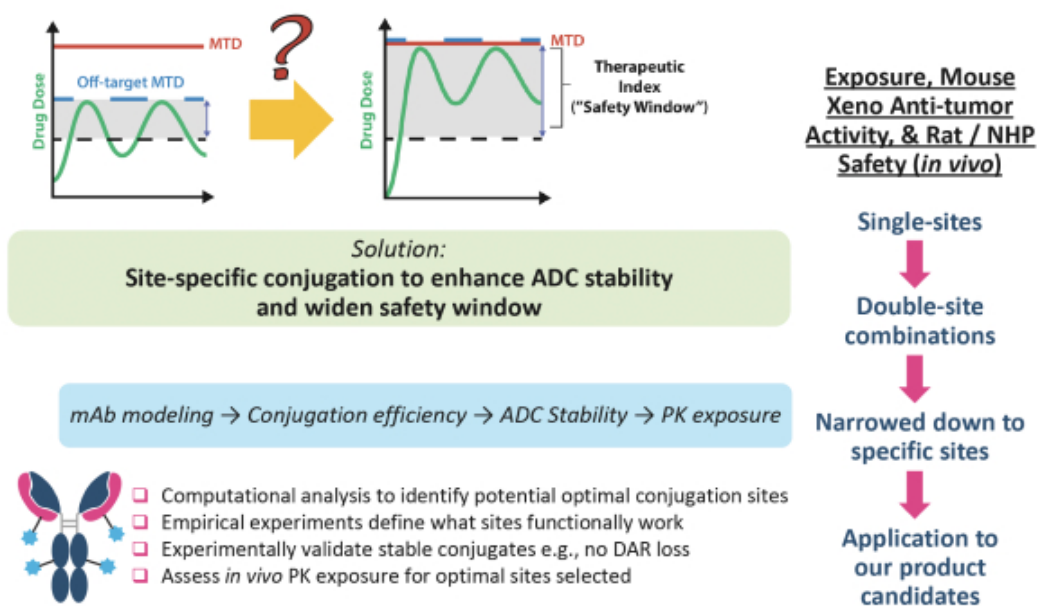 MTD
Off-target MTD
Drug Dose
?
MTD
Drug Dose
Therapeutic
Index
("Safety Window")
Solution:
Site-specific conjugation to enhance ADC stability
and widen safety window
mAb modeling → Conjugation efficiency → ADC Stability → PK exposure
Computational analysis to identify potential optimal conjugation sites
Empirical experiments define what sites functionally work
Experimentally validate stable conjugates e.g., no DAR loss
Assess in vivo PK exposure for optimal sites selected
Exposure, Mouse
Xeno Anti-tumor
Activity, & Rat / NHP
Safety (in vivo)
Single-sites
Double-site
combinations
Narrowed down to
specific sites
Application to
our product
candidates